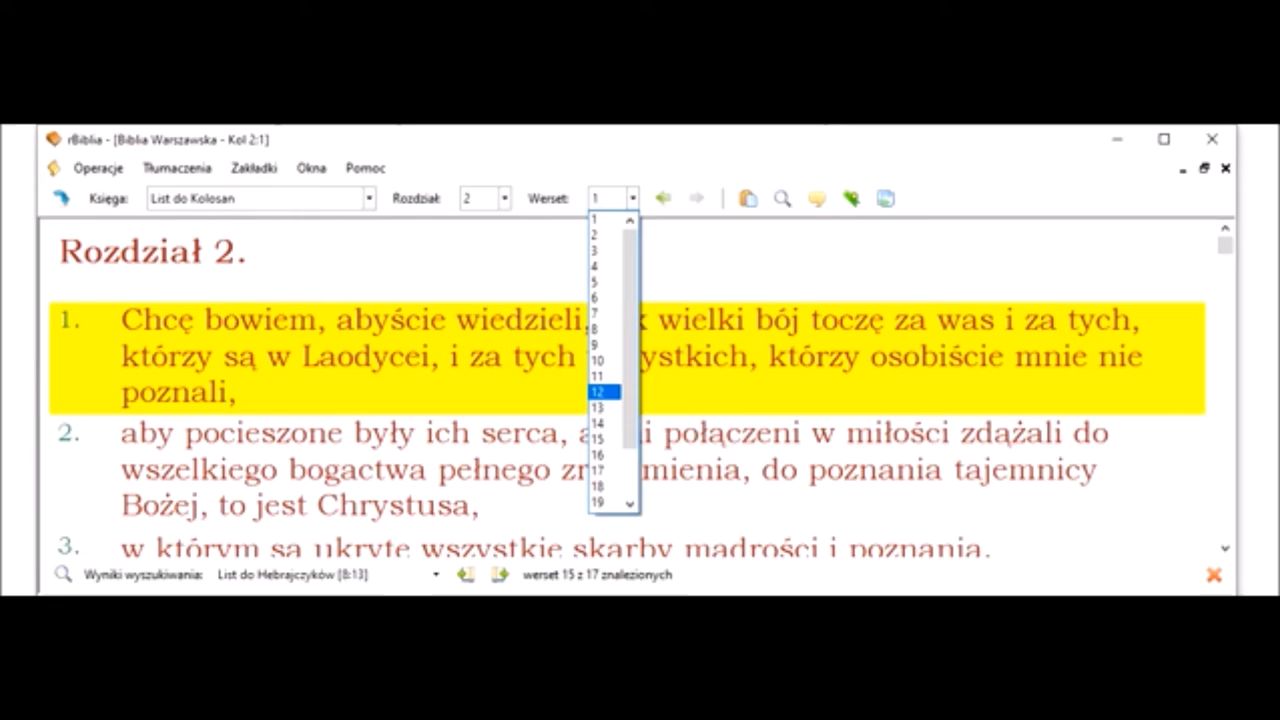 rBiblia - [Biblia Warszawska - Kol 2:1]
Operacje Tłumaczenia Zakładki Okna Pomoc
Księga: List do Kolosan Rozdział: 2 Werset: 1
1
2
3
4
5
6
7
8
9
10
11
12
13
14
15
16
17
18
19
Rozdział 2.
1. Chcę bowiem, abyście wiedzieli, wielki bój toczę za was i za tych,
którzy są w Laodycei, i za tych ystkich, którzy osobiście mnie nie
poznali,
2. aby pocieszone były ich serca, a i połączeni w miłości zdążali do
wszelkiego bogactwa pełnego zr mienia, do poznania tajemnicy
Bożej, to jest Chrystusa,
3. w którym są ukryte wszystkie skarby mądrości i poznania.
Wyniki wyszukiwania: List do Hebrajczyków [8:13] werset 15 z 17 znalezionych